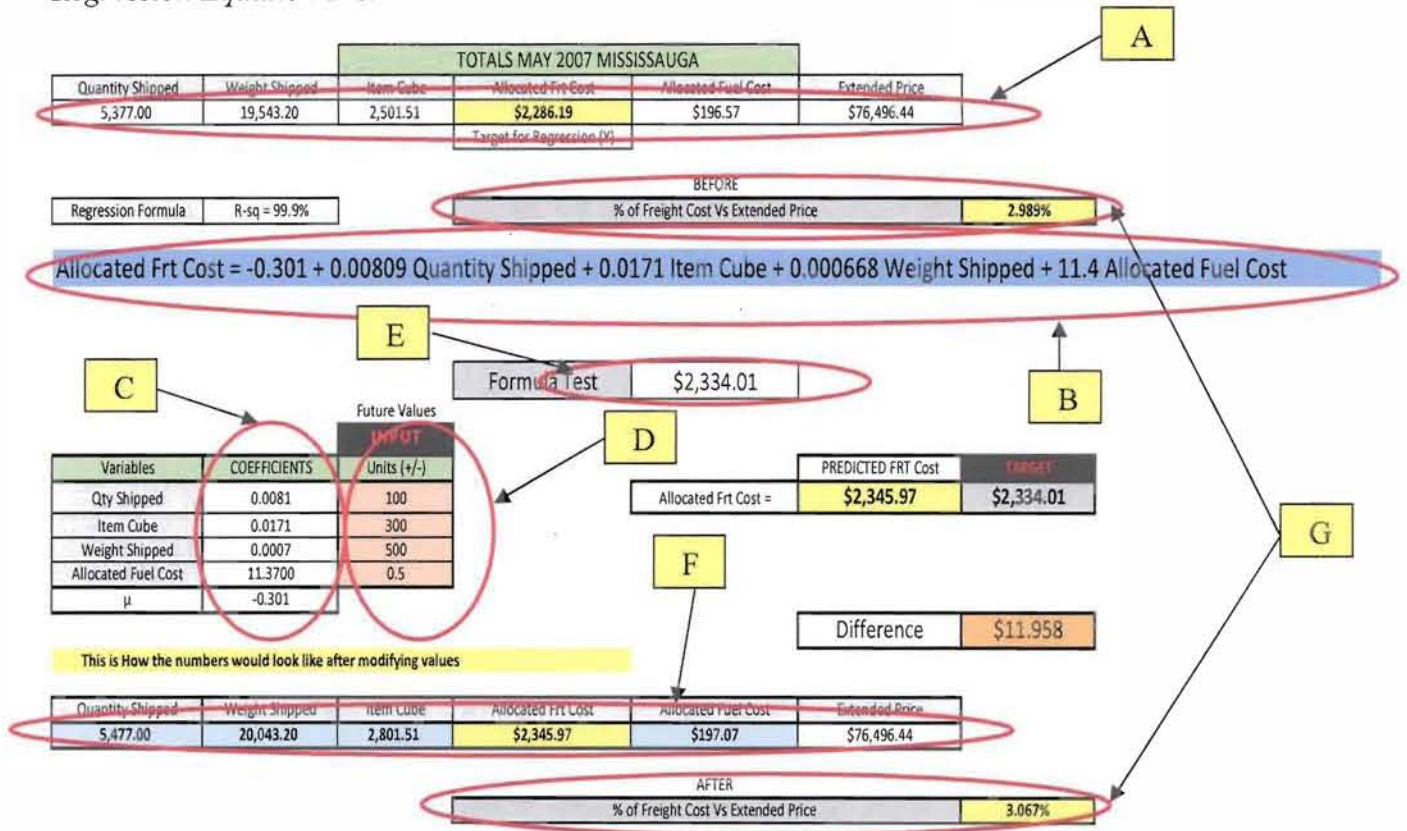 Regression Equation
A
TOTALS MAY 2007 MISSISSAUGA
Quantity Shipped Weight Shipped Item Cube Allocated Frt Cost Allocated Fuel Cost Extended Price
5,377.00 19,543.20 2,501.51 $2,286.19 $196.57 $76,496.44
Target for Regression (Y)
BEFORE
Regression Formula R-sq = 99.9% % of Freight Cost Vs Extended Price 2.989%
Allocated Frt Cost = -0.301 + 0.00809 Quantity Shipped + 0.0171 Item Cube + 0.000668 Weight Shipped + 11.4 Allocated Fuel Cost
E
Formula Test $2,334.01
C
B
Future Values
D
INPUT
Variables COEFFICIENTS Units (+/-) PREDICTED FRT Cost TARGET
Qty Shipped 0.0081 100 Allocated Frt Cost = $2,345.97 $2,334.01
Item Cube 0.0171 300
G
Weight Shipped 0.0007 500
F
Allocated Fuel Cost 11.3700 0.5
µ -0.301
Difference $11.958
This is How the numbers would look like after modifying values
Quantity Shipped Weight Shipped Item Cube Allocated Frt Cost Allocated Fuel Cost Extended Price
5,477.00 20,043.20 2,801.51 $2,345.97 $197.07 $76,496.44
AFTER
% of Freight Cost Vs Extended Price 3.067%